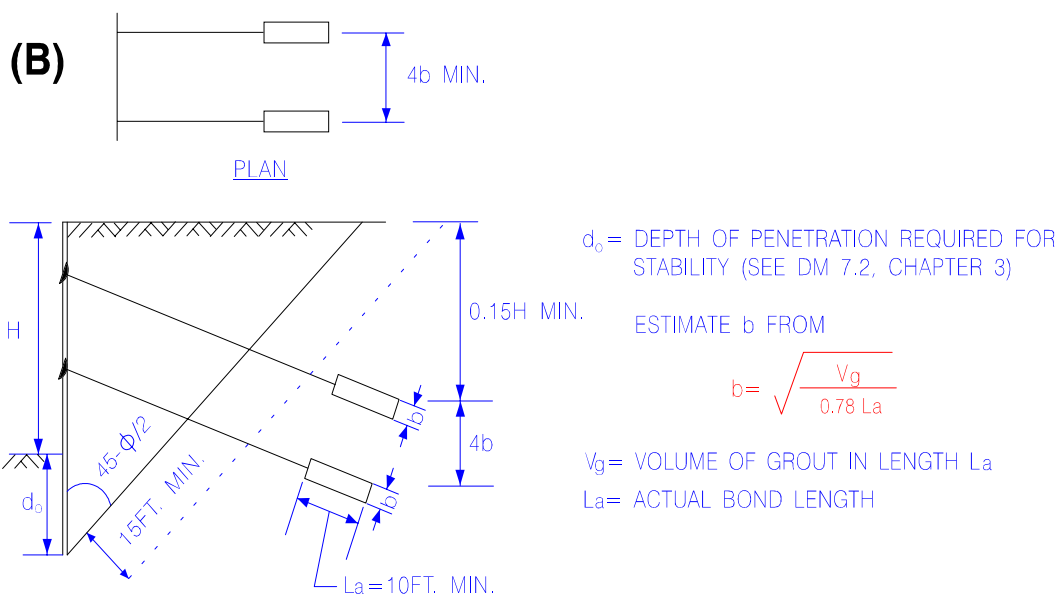 (B)
4b MIN.
PLAN
H
0.15H MIN.
4b
b
b
45-ϕ/2
15FT. MIN.
d₀
La=10FT. MIN.
d₀= DEPTH OF PENETRATION REQUIRED FOR
STABILITY (SEE DM 7.2, CHAPTER 3)
ESTIMATE b FROM
b= √ Vg
0.78 La
Vg= VOLUME OF GROUT IN LENGTH La
La= ACTUAL BOND LENGTH